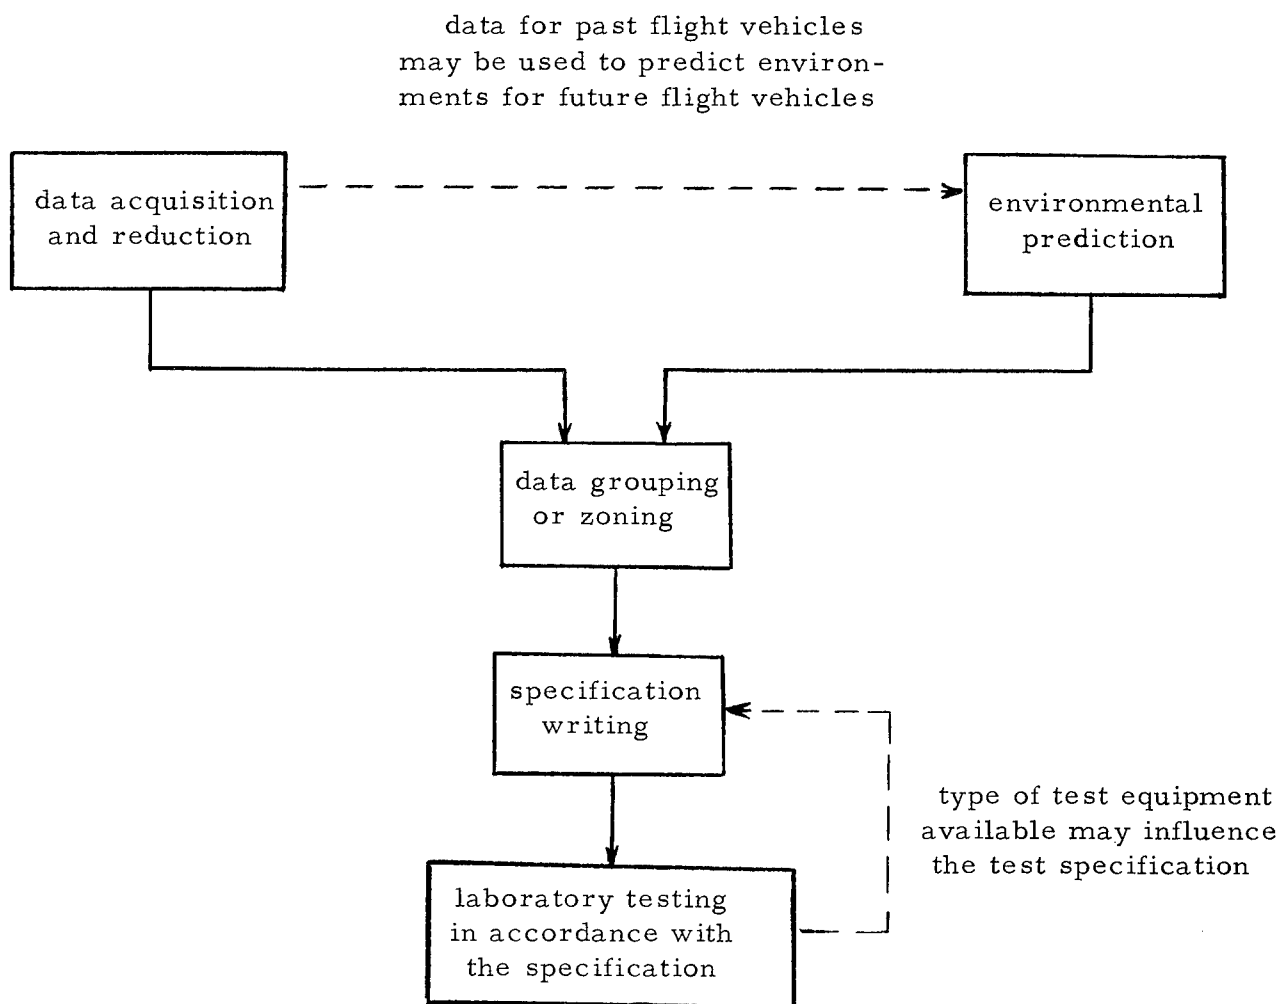 data for past flight vehicles
may be used to predict environ-
ments for future flight vehicles
data acquisition
and reduction
environmental
prediction
data grouping
or zoning
specification
writing
type of test equipment
available may influence
the test specification
laboratory testing
in accordance with
the specification